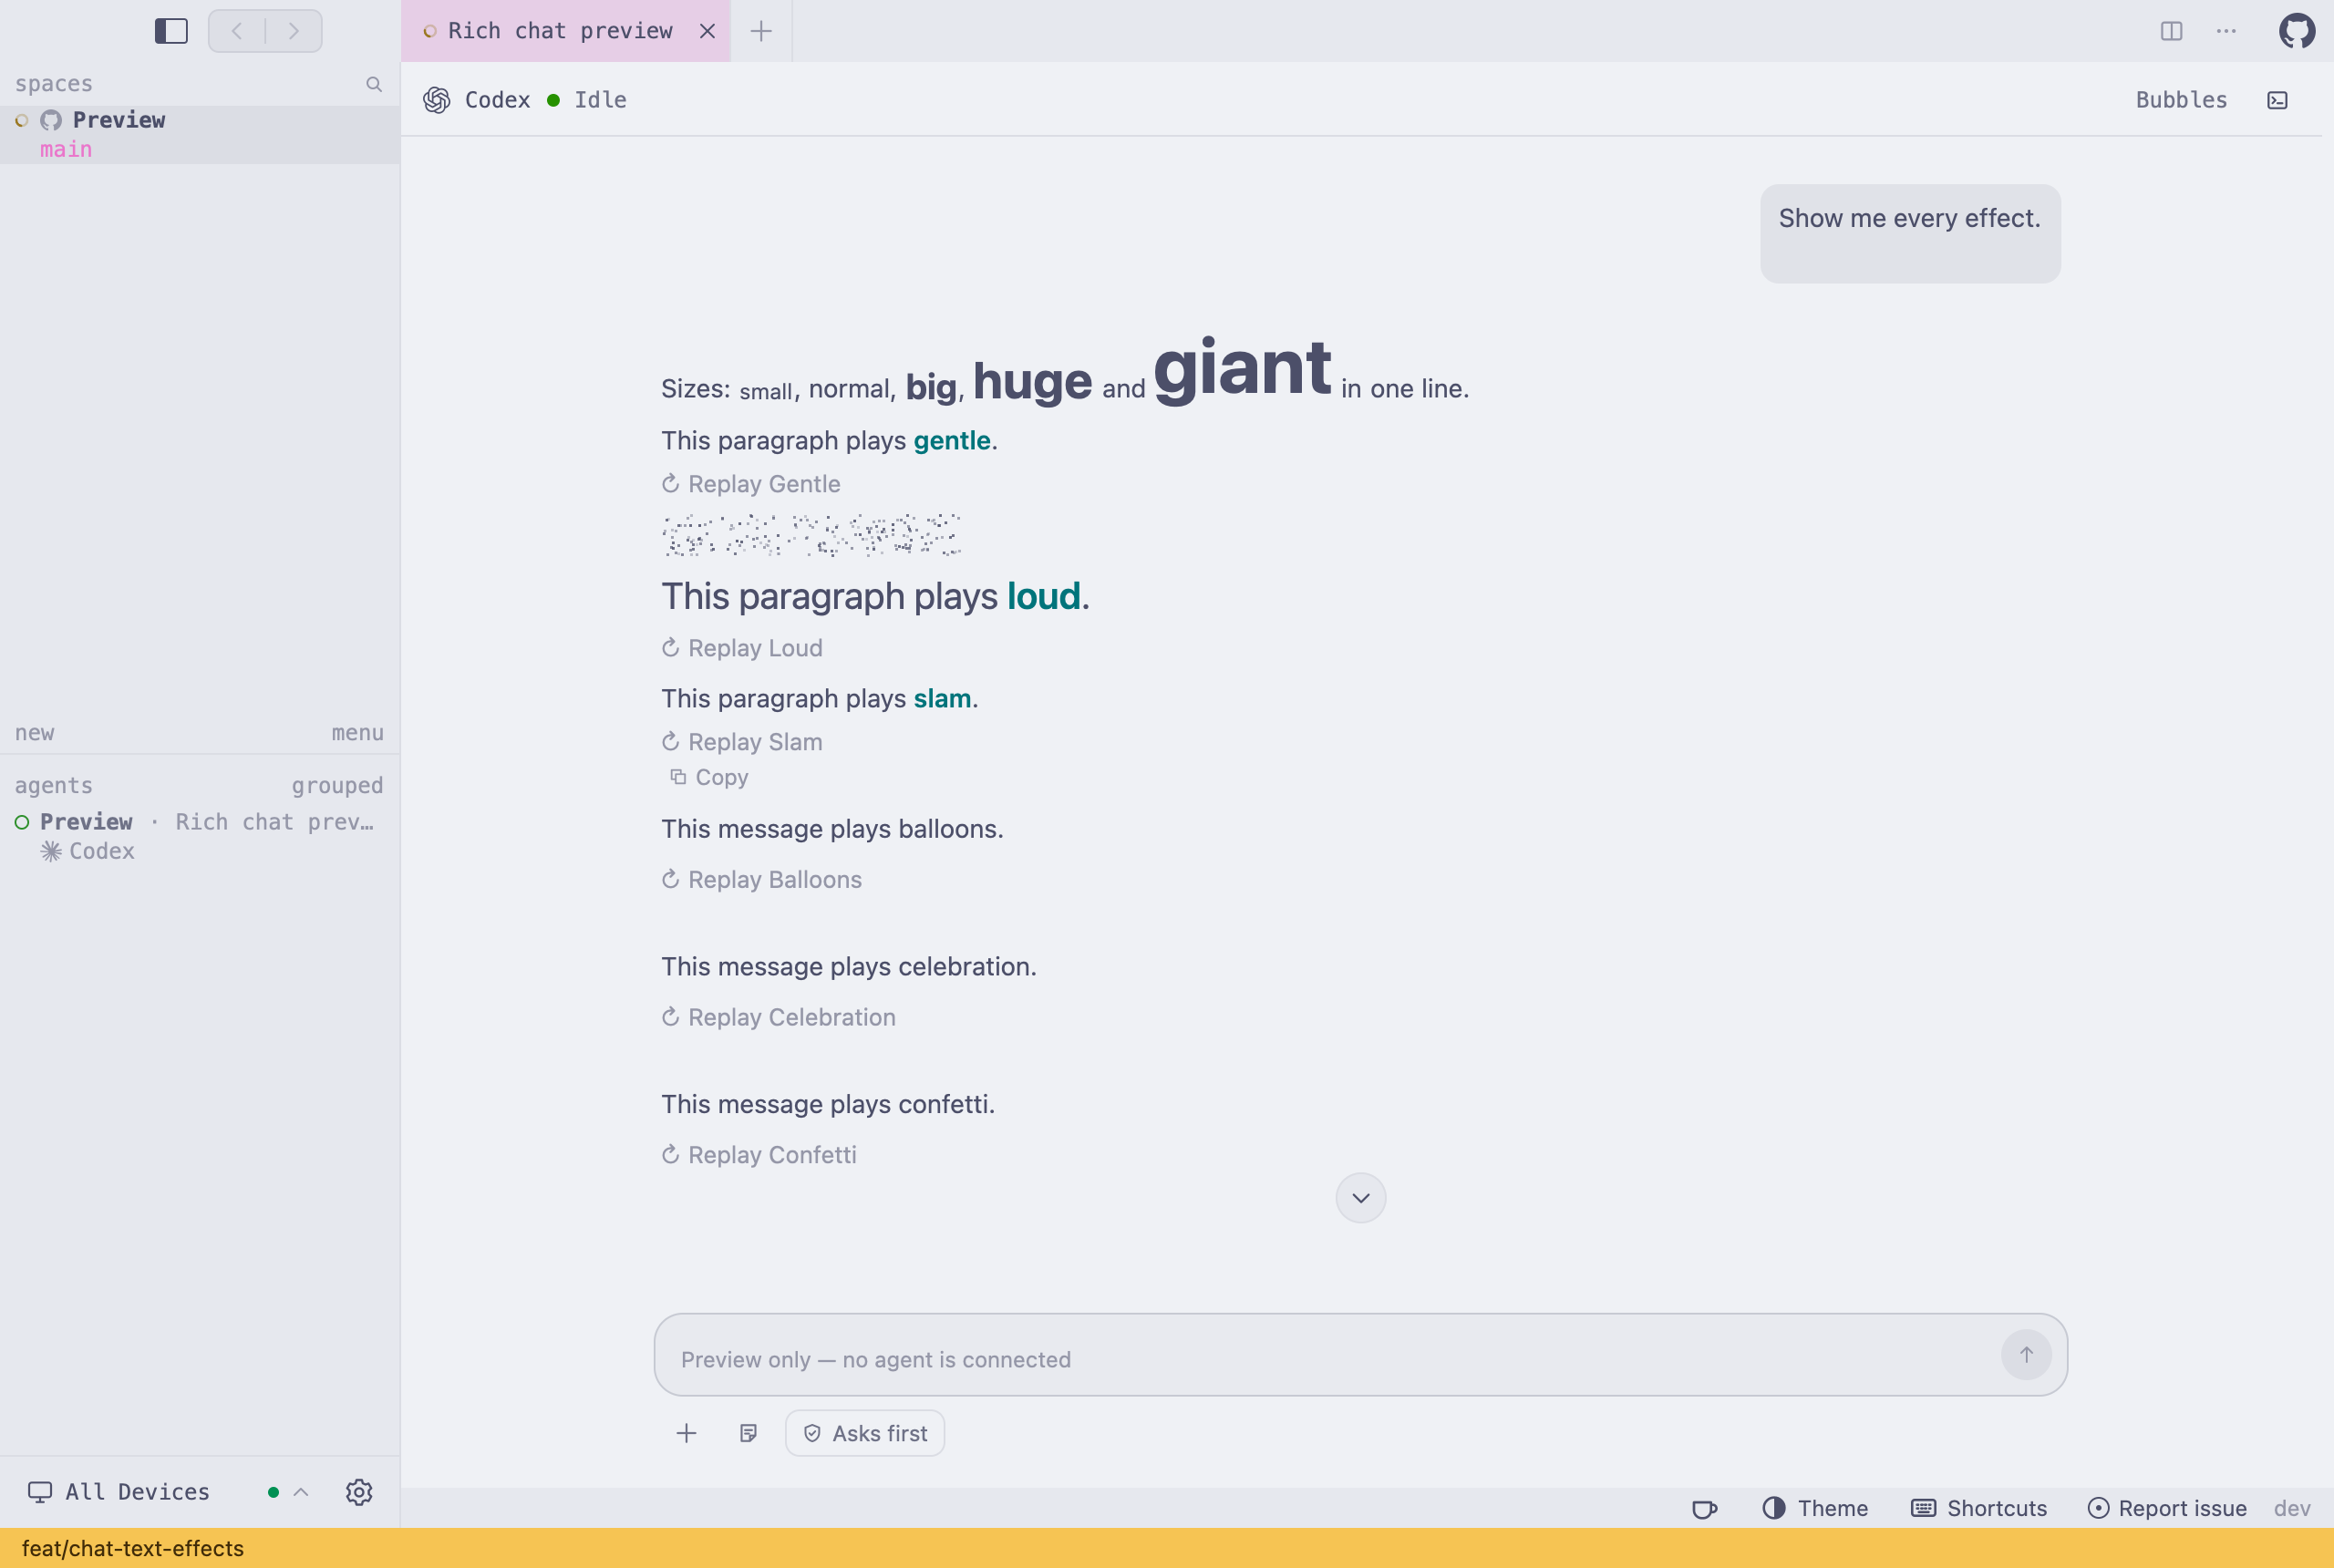 Rich chat preview
spaces
Preview
main
Codex Idle
Bubbles
Show me every effect.
Sizes: small, normal, big, huge and giant in one line.
This paragraph plays gentle.
Replay Gentle
This paragraph plays loud.
Replay Loud
This paragraph plays slam.
Replay Slam
Copy
This message plays balloons.
Replay Balloons
This message plays celebration.
Replay Celebration
This message plays confetti.
Replay Confetti
new menu
agents grouped
Preview · Rich chat prev…
Codex
Preview only — no agent is connected
Asks first
All Devices
Theme Shortcuts Report issue dev
feat/chat-text-effects